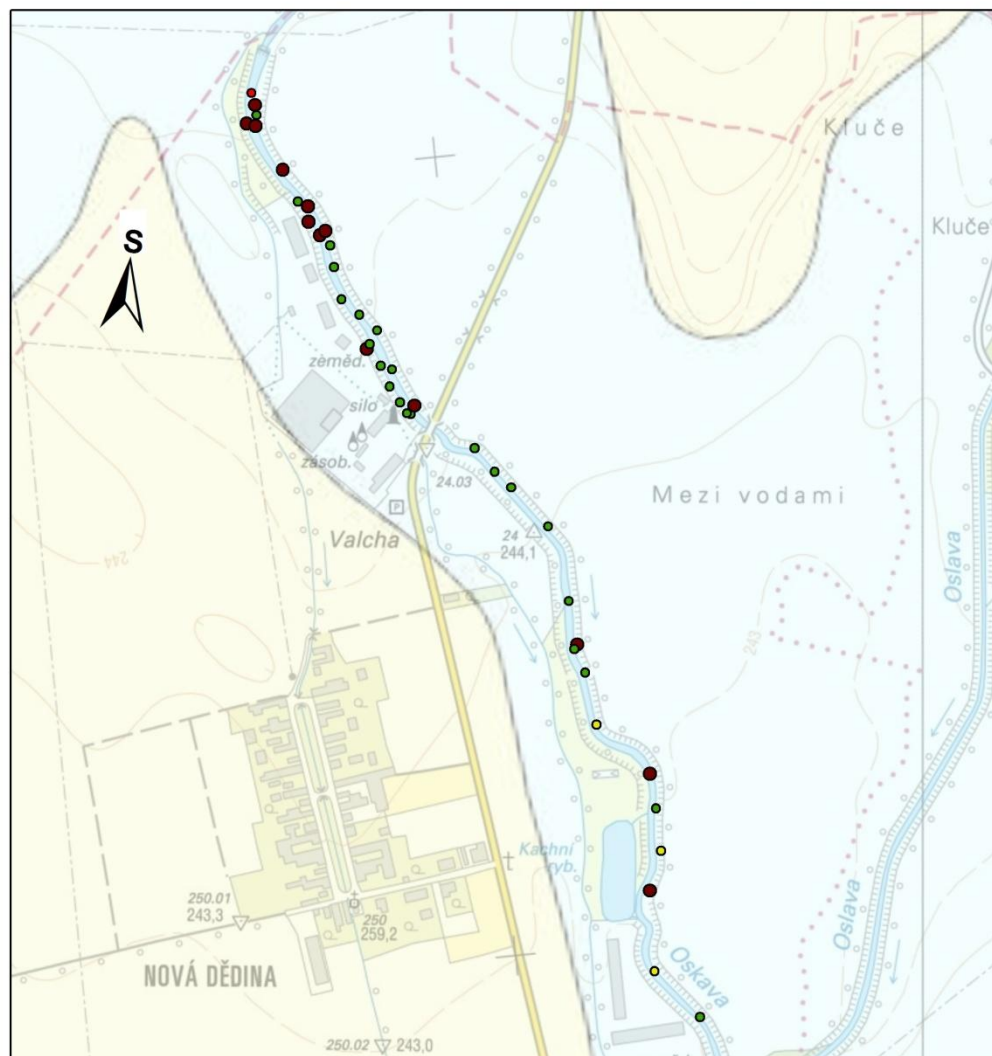 Kluče
Kluče
S
zeměd.
silo
zásob.
24.03
P
Mezi vodami
Valcha
24
244,1
244
Oslava
243
Kachní
ryb.
250.01
243,3
250
259,2
Oslava
Oskava
NOVÁ DĚDINA
250.02
243,0